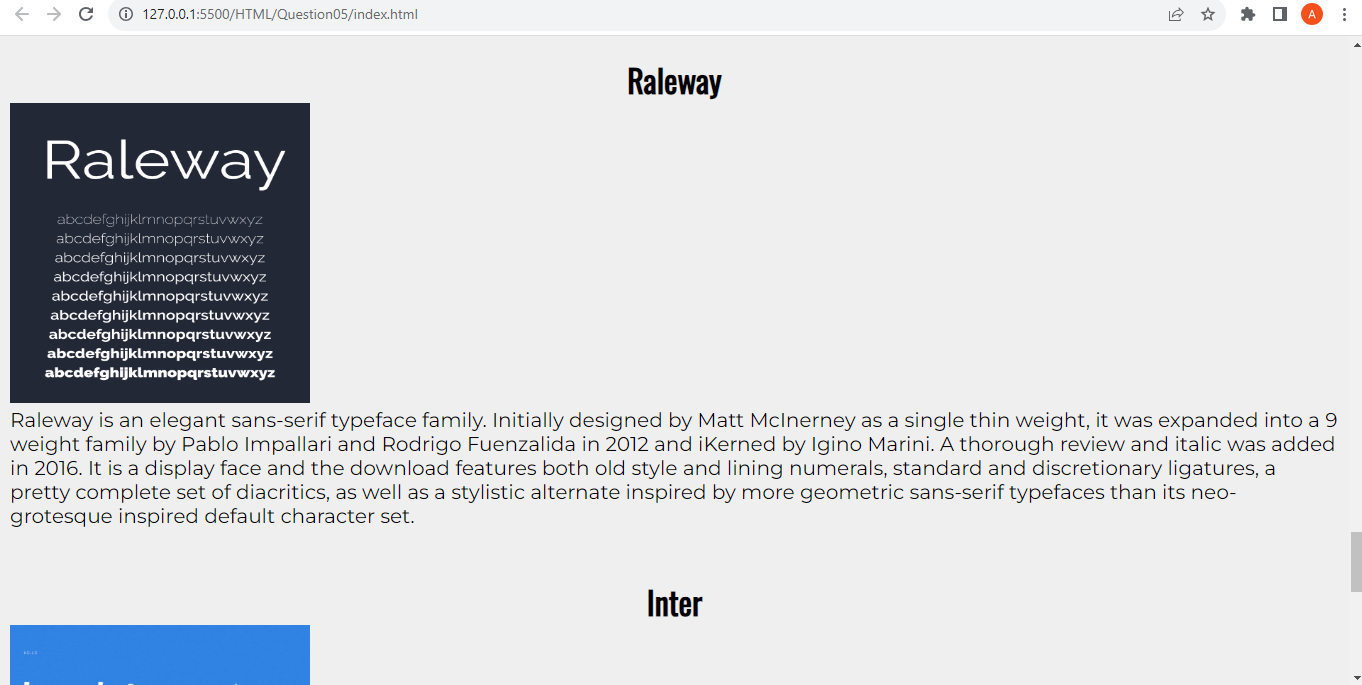 127.0.0.1:5500/HTML/Question05/index.html
A
Raleway
Raleway
abcdefghijklmnopqrstuvwxyz
abcdefghijklmnopqrstuvwxyz
abcdefghijklmnopqrstuvwxyz
abcdefghijklmnopqrstuvwxyz
abcdefghijklmnopqrstuvwxyz
abcdefghijklmnopqrstuvwxyz
abcdefghijklmnopqrstuvwxyz
abcdefghijklmnopqrstuvwxyz
abcdefghijklmnopqrstuvwxyz
Raleway is an elegant sans-serif typeface family. Initially designed by Matt McInerney as a single thin weight, it was expanded into a 9
weight family by Pablo Impallari and Rodrigo Fuenzalida in 2012 and iKerned by Igino Marini. A thorough review and italic was added
in 2016. It is a display face and the download features both old style and lining numerals, standard and discretionary ligatures, a
pretty complete set of diacritics, as well as a stylistic alternate inspired by more geometric sans-serif typefaces than its neo-
grotesque inspired default character set.
Inter